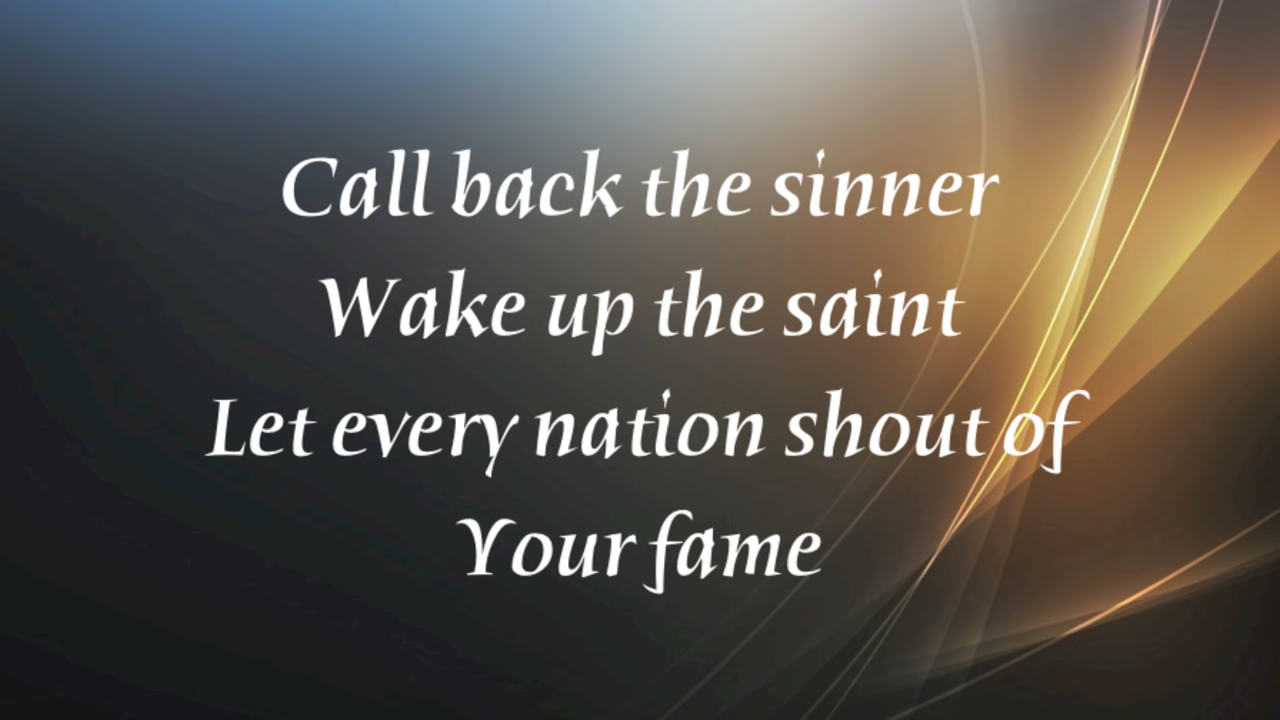 Call back the sinner
Wake up the saint
Let every nation shout of
Your fame